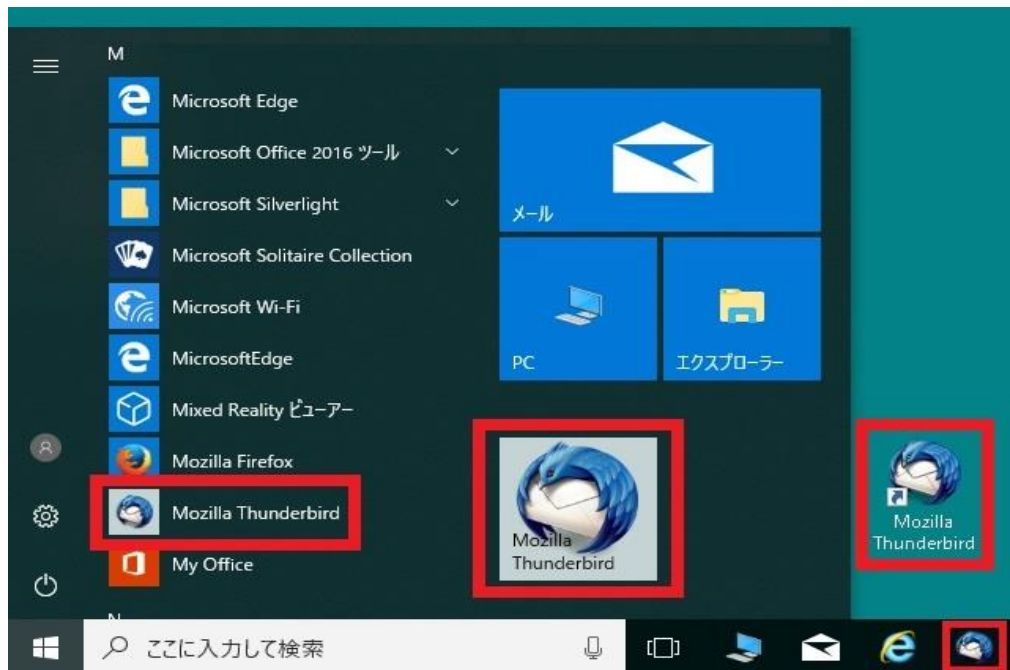 M
Microsoft Edge
Microsoft Office 2016 ツール
Microsoft Silverlight
Microsoft Solitaire Collection
Microsoft Wi-Fi
MicrosoftEdge
Mixed Reality ビューアー
Mozilla Firefox
Mozilla Thunderbird
My Office
N
メール
PC
エクスプローラー
Mozilla
Thunderbird
Mozilla
Thunderbird
ここに入力して検索